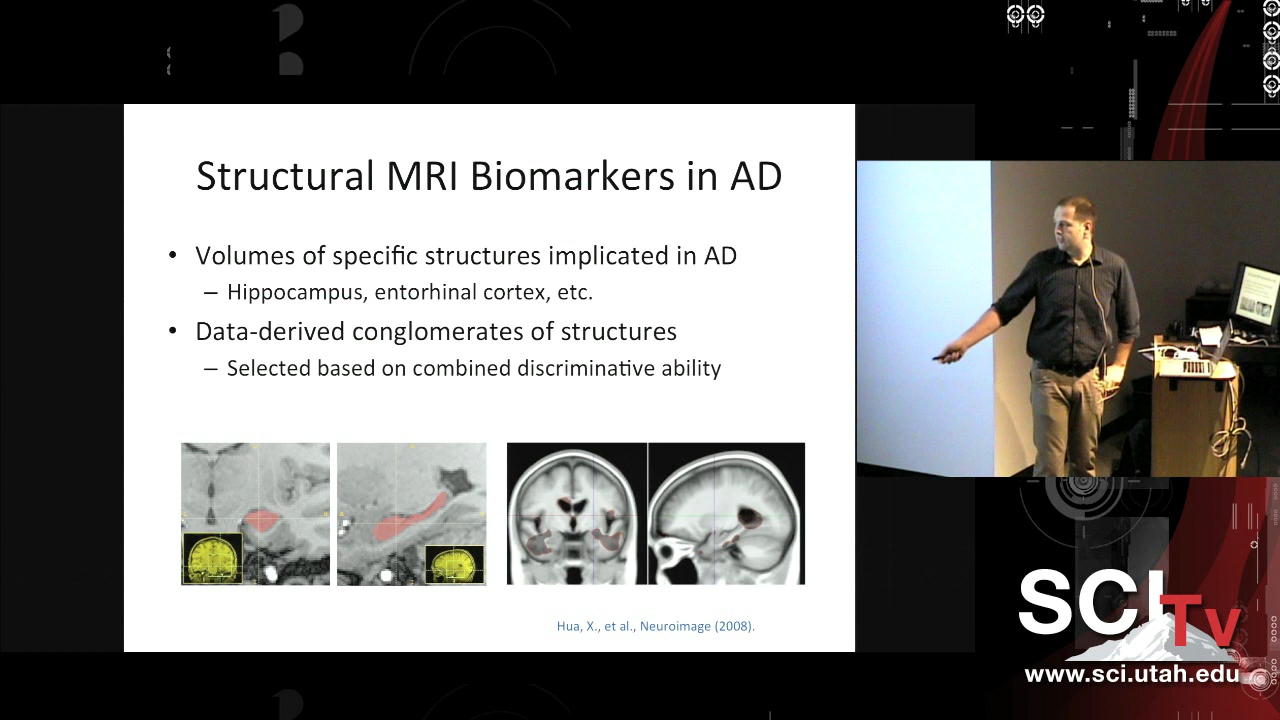 Structural MRI Biomarkers in AD
• Volumes of specific structures implicated in AD
– Hippocampus, entorhinal cortex, etc.
• Data-derived conglomerates of structures
– Selected based on combined discriminative ability
Hua, X., et al., Neuroimage (2008).
SCI
Tv
www.sci.utah.edu